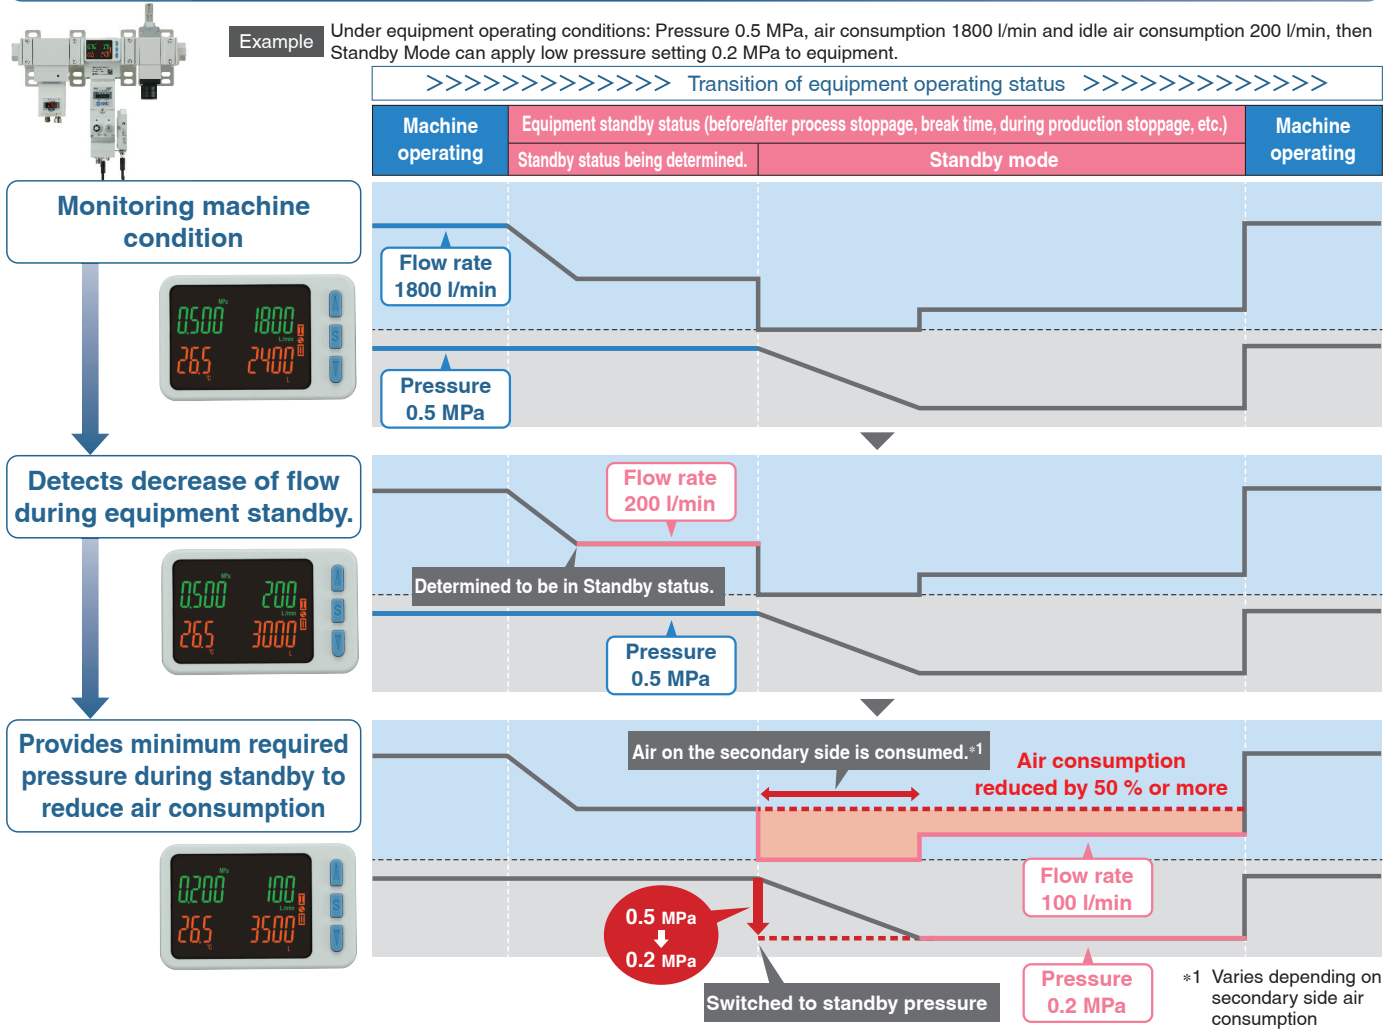 Example
Under equipment operating conditions: Pressure 0.5 MPa, air consumption 1800 l/min and idle air consumption 200 l/min, then
Standby Mode can apply low pressure setting 0.2 MPa to equipment.
>>>>>>>>>>>>> Transition of equipment operating status >>>>>>>>>>>>>
Machine
operating
Equipment standby status (before/after process stoppage, break time, during production stoppage, etc.)
Standby status being determined.
Standby mode
Machine
operating
Monitoring machine
condition
Flow rate
1800 l/min
MPa
0.500 1800
L/min
26.5 2400
°C L
S
Pressure
0.5 MPa
Detects decrease of flow
during equipment standby.
Flow rate
200 l/min
Determined to be in Standby status.
MPa
0.500 200
L/min
26.5 3000
°C L
S
Pressure
0.5 MPa
Provides minimum required
pressure during standby to
reduce air consumption
Air on the secondary side is consumed.*1
Air consumption
reduced by 50 % or more
MPa
0.200 100
L/min
26.5 3500
°C L
S
Flow rate
100 l/min
0.5 MPa
0.2 MPa
Switched to standby pressure
Pressure
0.2 MPa
*1 Varies depending on
secondary side air
consumption